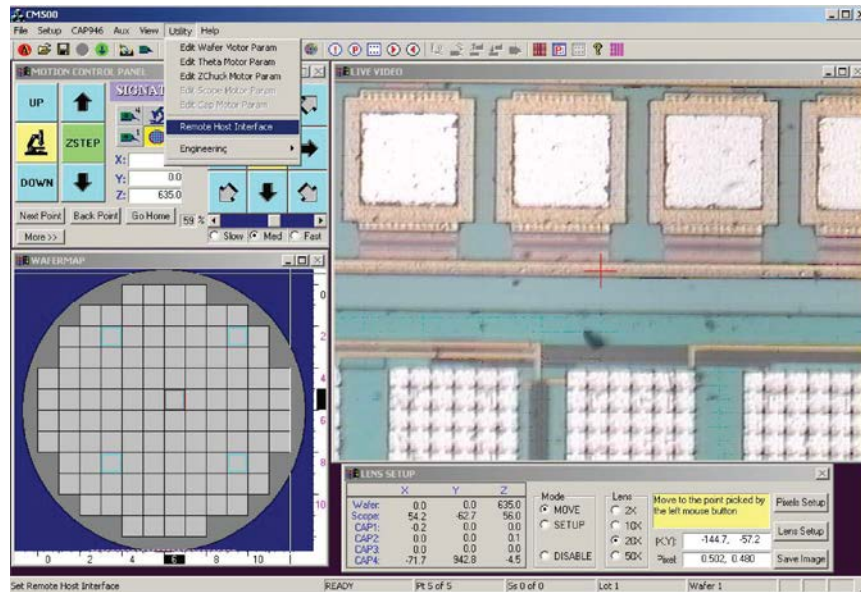 CM500
File Setup CAP946 Aux View Utility Help
Edit Wafer Motor Param
Edit Theta Motor Param
Edit ZChuck Motor Param
Edit Scope Motor Param
Edit Cap Motor Param
Remote Host Interface
Engineering
MOTION CONTROL PANEL
SIGNAT
UP
ZSTEP
DOWN
X:
Y: 0.0
Z: 635.0
Next Point Back Point Go Home 59 %
More >> Slow Med Fast
LIVE VIDEO
WAFERMAP
0
2
4
6
8
10
0 2 4 6 8 10
LENS SETUP
X Y Z
Wafer: 0.0 0.0 635.0
Scope: 54.2 -62.7 56.0
CAP1: -0.2 0.0 0.0
CAP2: 0.0 0.0 0.1
CAP3: 0.0 0.0 0.0
CAP4: -71.7 942.8 -4.5
Mode
MOVE
SETUP
DISABLE
Lens
2X
10X
20X
50X
Move to the point picked by
the left mouse button
(X,Y): -144.7, -57.2
Pixel: 0.502, 0.480
Pixels Setup
Lens Setup
Save Image
Set Remote Host Interface READY Pt 5 of 5 Ss 0 of 0 Lot 1 Wafer 1